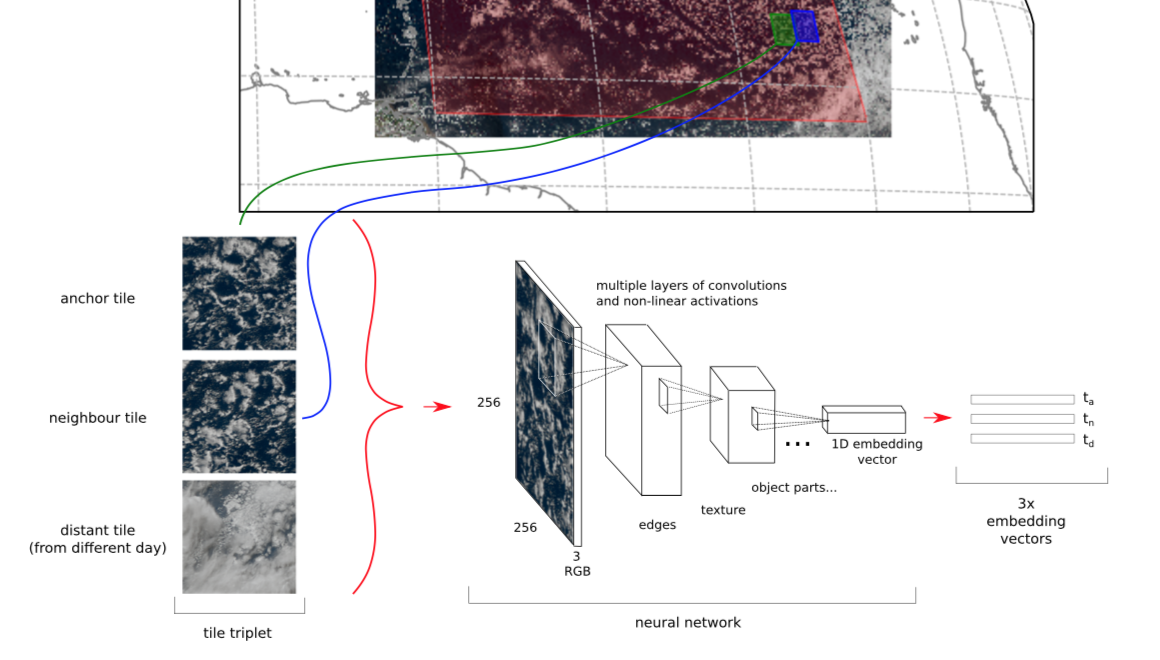 anchor tile
neighbour tile
distant tile
(from different day)
tile triplet
multiple layers of convolutions
and non-linear activations
256
256
3
RGB
edges
texture
object parts...
...
1D embedding
vector
neural network
tₐ
tₙ
t_d
3x
embedding
vectors